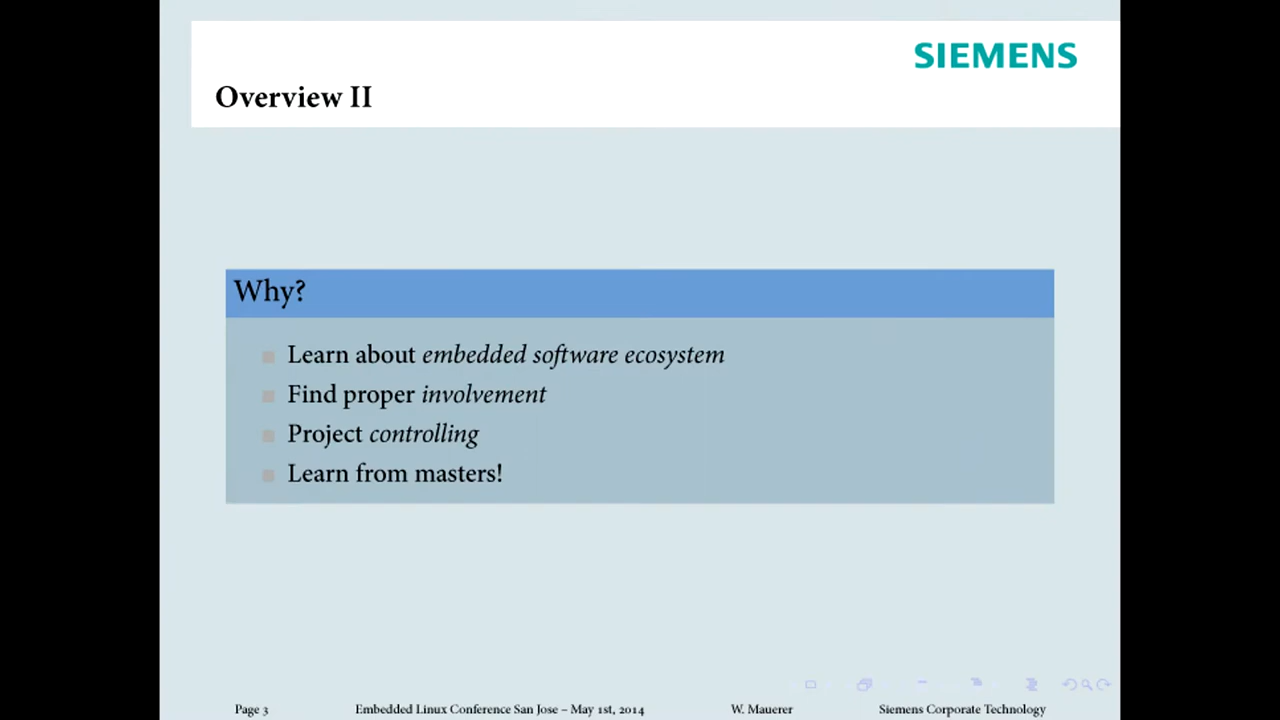 SIEMENS
Overview II
Why?
Learn about embedded software ecosystem
Find proper involvement
Project controlling
Learn from masters!
Page 3 Embedded Linux Conference San Jose – May 1st, 2014 W. Mauerer Siemens Corporate Technology